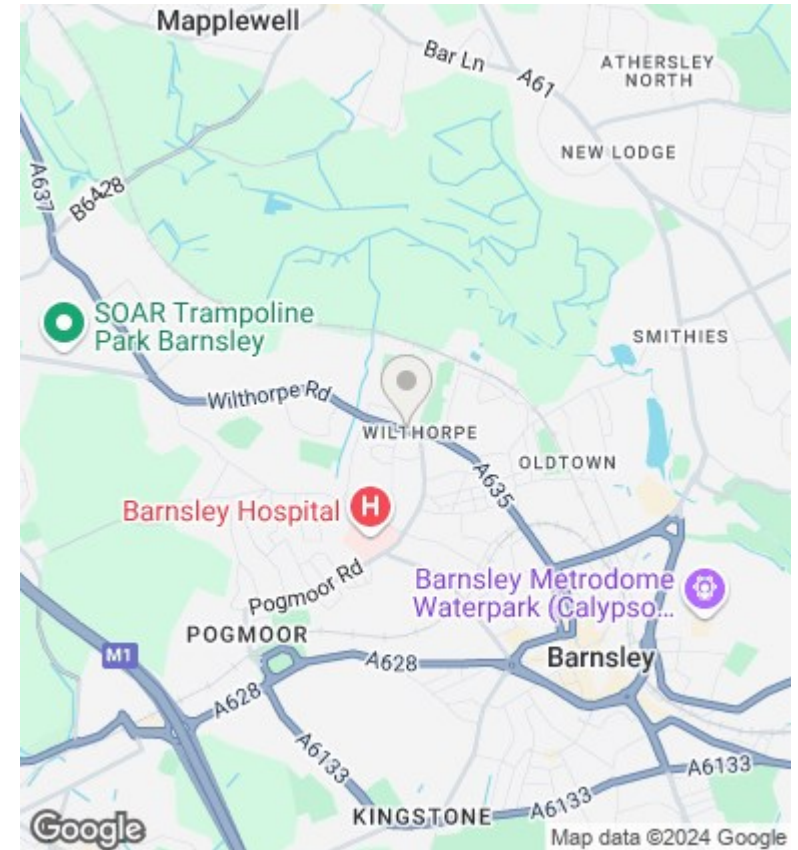 Mapplewell
Bar Ln
A61
ATHERSLEY
NORTH
NEW LODGE
A637
B6428
SOAR Trampoline
Park Barnsley
SMITHIES
Wilthorpe Rd
WILTHORPE
OLDTOWN
A635
Barnsley Hospital
H
Pogmoor Rd
Barnsley Metrodome
Waterpark (Calypso...
POGMOOR
M1
A628
Barnsley
A628
A6133
A6133
KINGSTONE
A6133
Google
Map data ©2024 Google